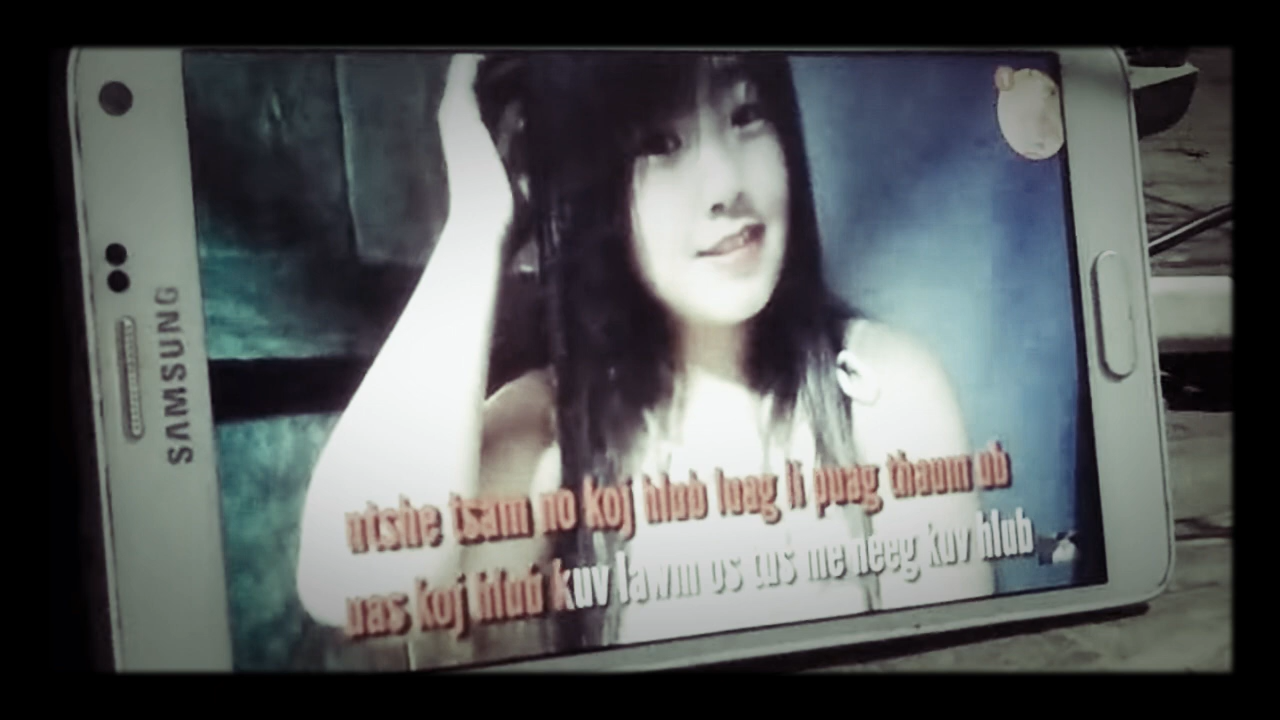 SAMSUNG
ntshe tsam no koj hlub luag li puag thaum ub
uas koj hlub kuv lawm os tus me neeg kuv hlub